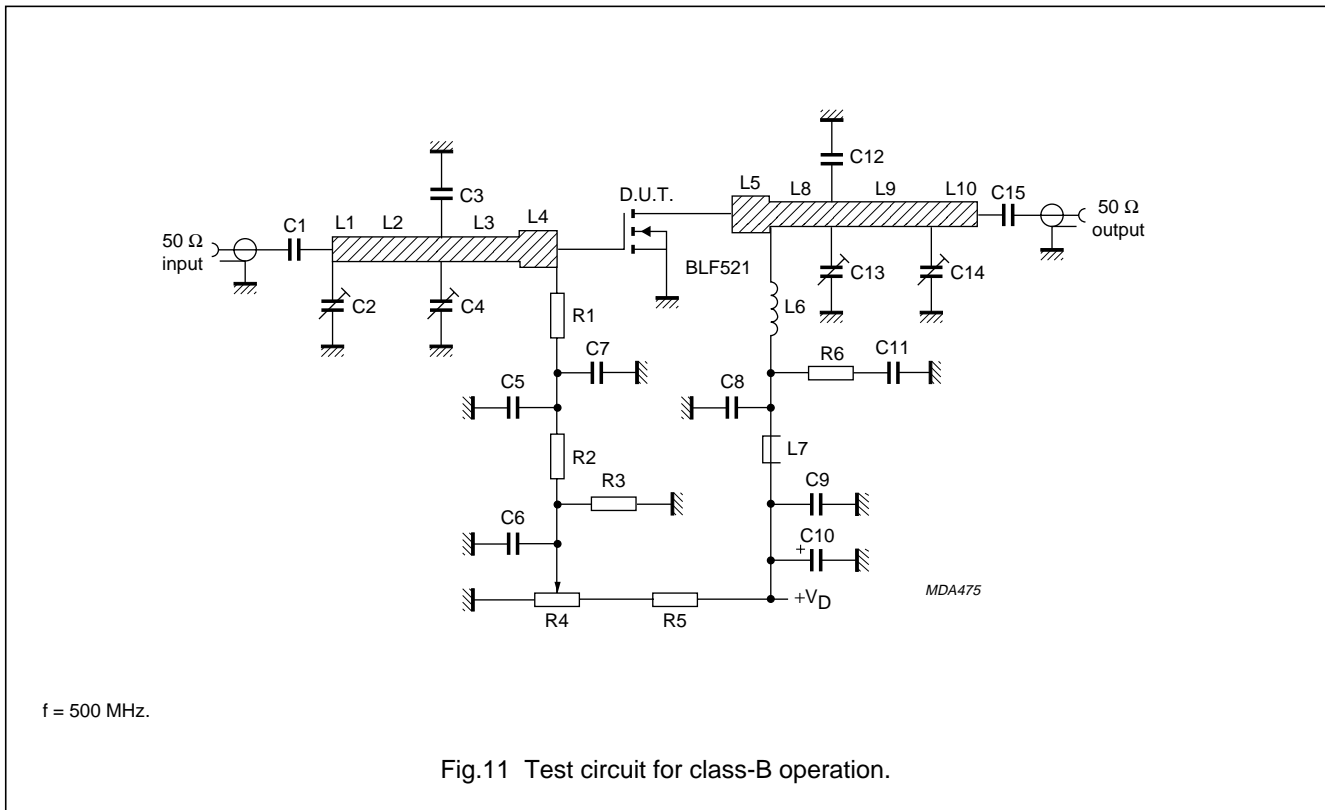 C12
L5
L8
L9
L10
C15
D.U.T.
C3
L4
C1
L1
L2
L3
50 Ω
input
50 Ω
output
BLF521
C13
C14
C2
C4
L6
R1
C7
R6
C11
C5
C8
R2
L7
R3
C9
C6
C10
+
MDA475
+VD
R4
R5
f = 500 MHz.
Fig.11 Test circuit for class-B operation.